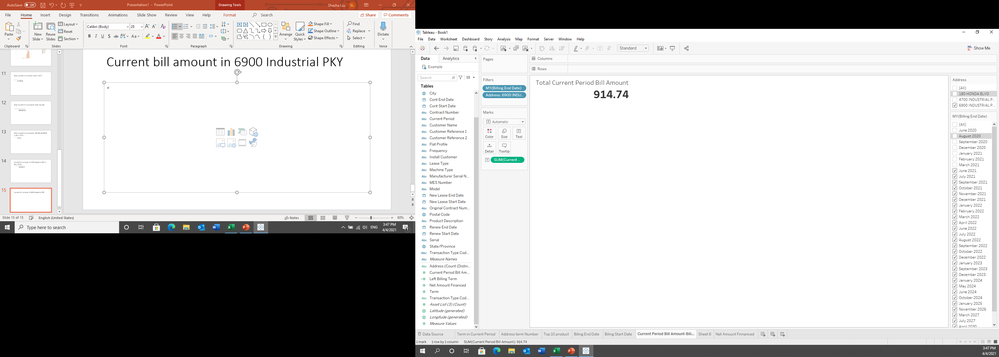 AutoSave Off
Presentation1 - PowerPoint
Drawing Tools
Shasha Liu SL
File Home Insert Design Transitions Animations Slide Show Review View Help Format Search Share Comments
Paste
New Slide
Reuse Slides
Layout
Reset
Section
Calibri (Body) 28
Arrange
Quick Styles
Shape Fill
Shape Outline
Shape Effects
Find
Replace
Select
Dictate
Clipboard Slides Font Paragraph Drawing Editing Voice
11
Total current bill amount in April 2021
12
Total Current bill amount for total records
13
Total current bill amount for 180 Honda BLVD in April 2021
14
Current bill amount in 4700 Industrial PKY in April 2021
15
Current bill amount in 6900 Industrial PKY
Current bill amount in 6900 Industrial PKY
Slide 15 of 15 English (United States) Notes 80%
Type here to search
ENG
3:47 PM
4/4/2021
Tableau - Book1
File Data Worksheet Dashboard Story Analysis Map Format Server Window Help
Standard
Show Me
Data Analytics
Example
Search
Tables
City
Cont End Date
Cont Start Date
Contract Number
Current Period
Customer Name
Customer Reference 1
Customer Reference 2
Flat Profile
Frequency
Install Customer
Lease Type
Machine Type
Manufacturer Serial N...
MES Number
Model
New Lease End Date
New Lease Start Date
Original Contract Num...
Postal Code
Product Description
Renew End Date
Renew Start Date
Serial
State/Province
Transaction Type Cod...
Measure Names
Address (Count (Distin...
Current Period Bill Am...
Left Billing Term
Net Amount Financed
Term
Transaction Type Cod...
Asset List (3) (Count)
Latitude (generated)
Longitude (generated)
Measure Values
Pages
Filters
MY(Billing End Date)
Address: 6900 INDU..
Marks
Automatic
Color Size Text
Detail Tooltip
SUM(Current ..
Columns
Rows
Total Current Period Bill Amount
914.74
Address
(All)
180 HONDA BLVD
4700 INDUSTRIAL P...
6900 INDUSTRIAL P...
MY(Billing End Date)
(All)
June 2020
August 2020
September 2020
December 2020
January 2021
February 2021
March 2021
June 2021
July 2021
September 2021
October 2021
November 2021
December 2021
January 2022
February 2022
March 2022
April 2022
June 2022
July 2022
August 2022
September 2022
October 2022
December 2022
January 2023
September 2023
December 2023
January 2024
May 2024
June 2024
October 2024
January 2025
November 2026
March 2027
July 2027
April 2030
Data Source Term in Current Period Address term Number Top 10 product Biling End Date Biling Start Date Current Period Bill Amount-Bili... Sheet 6 Net Amount Finnanced
1 mark 1 row by 1 column SUM(Current Period Bill Amount): 914.74
3:47 PM
4/4/2021